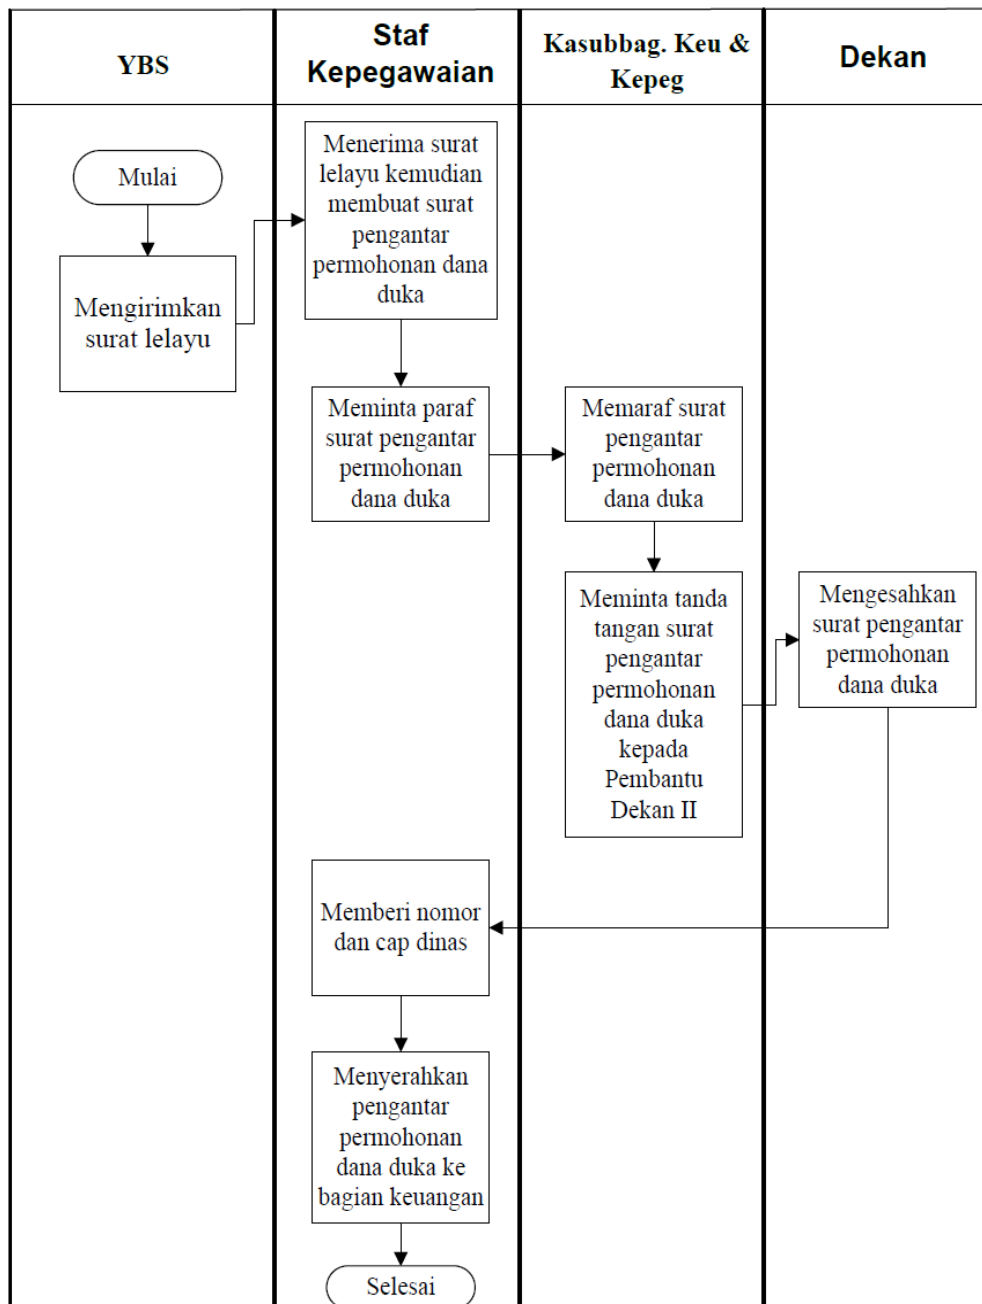 YBS
Staf
Kepegawaian
Kasubbag. Keu &
Kepeg
Dekan
Mulai
Mengirimkan
surat lelayu
Menerima surat
lelayu kemudian
membuat surat
pengantar
permohonan dana
duka
Meminta paraf
surat pengantar
permohonan
dana duka
Memaraf surat
pengantar
permohonan
dana duka
Meminta tanda
tangan surat
pengantar
permohonan
dana duka
kepada
Pembantu
Dekan II
Mengesahkan
surat pengantar
permohonan
dana duka
Memberi nomor
dan cap dinas
Menyerahkan
pengantar
permohonan
dana duka ke
bagian keuangan
Selesai